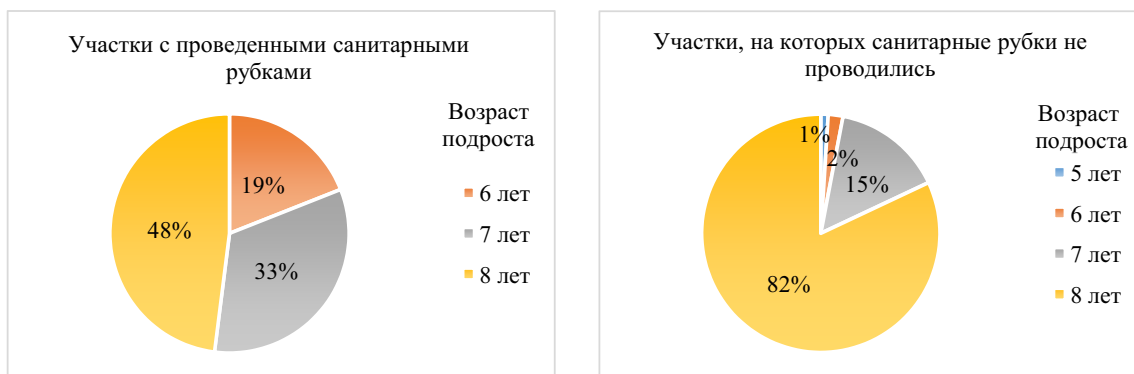 Участки с проведенными санитарными
рубками
Возраст
подроста
19%
33%
48%
6 лет
7 лет
8 лет
Участки, на которых санитарные рубки не
проводились
Возраст
подроста
1%
2%
15%
82%
5 лет
6 лет
7 лет
8 лет